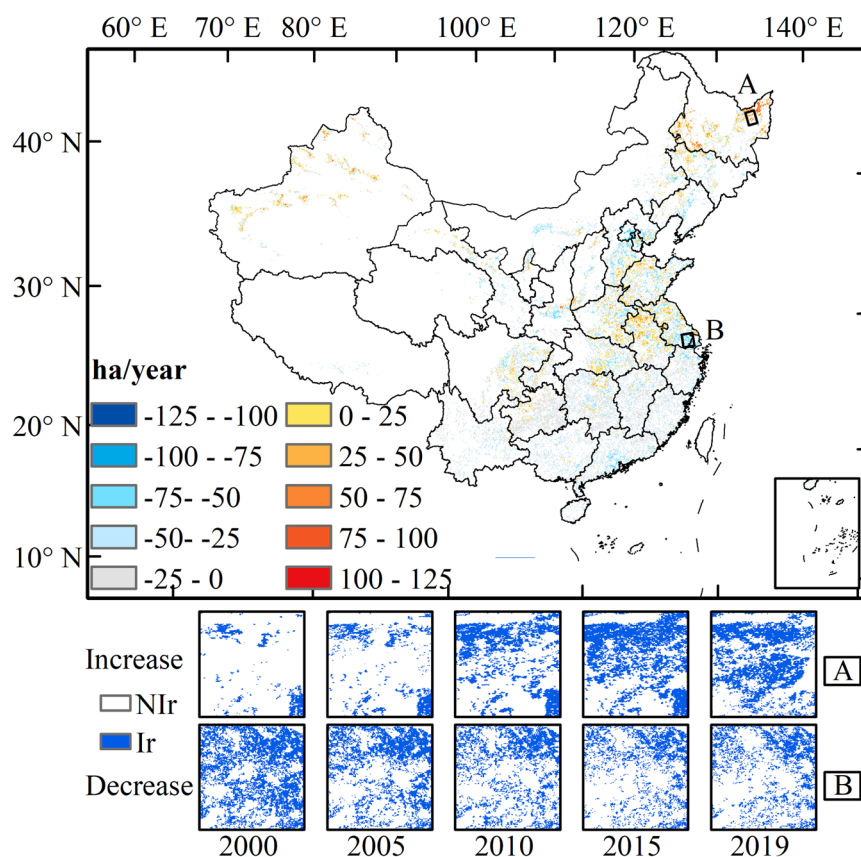 60° E 70° E 80° E 100° E 120° E 140° E
A
40° N
30° N
B
ha/year
-125 - -100 0 - 25
20° N
-100 - -75 25 - 50
-75- -50 50 - 75
-50- -25 75 - 100
10° N
-25 - 0 100 - 125
Increase
A
NIr
Ir
Decrease
B
2000 2005 2010 2015 2019